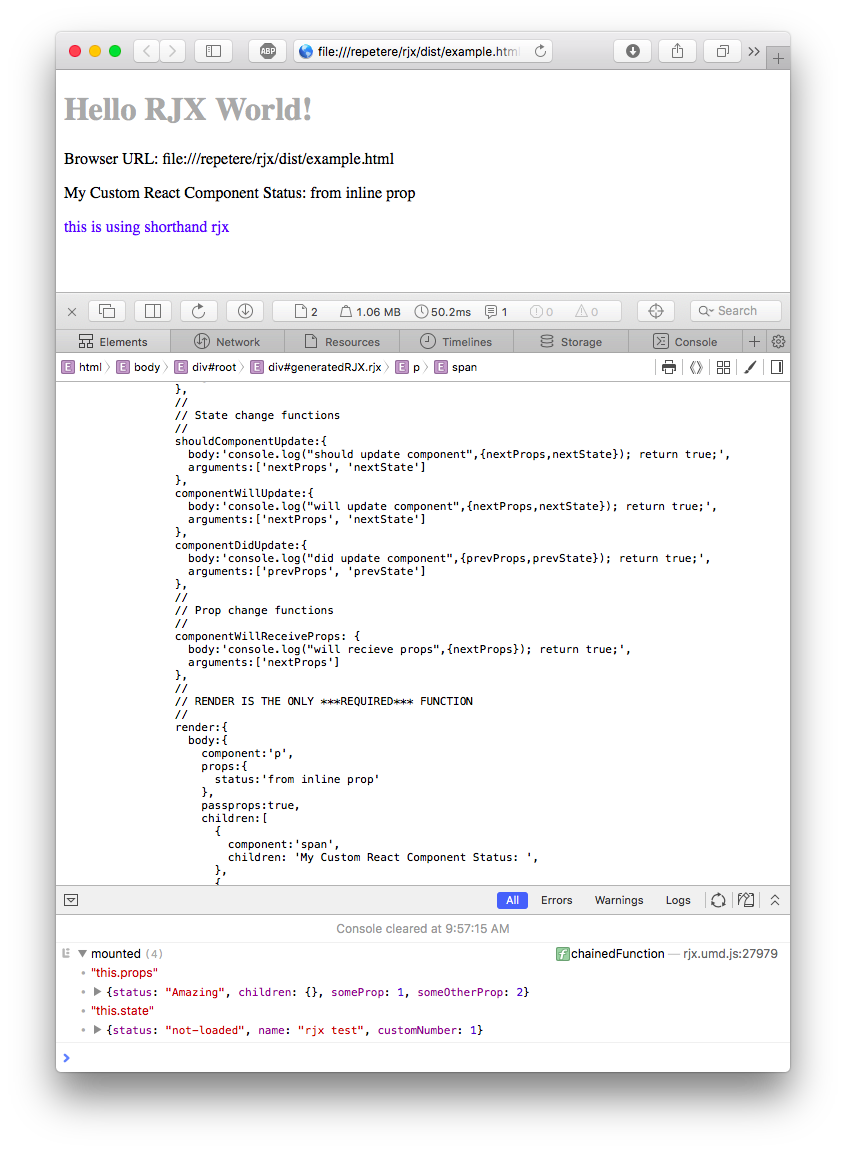 ABP file:///repetere/rjx/dist/example.htm
Hello RJX World!
Browser URL: file:///repetere/rjx/dist/example.html
My Custom React Component Status: from inline prop
this is using shorthand rjx
2 1.06 MB 50.2ms 1 0 0 Search
Elements Network Resources Timelines Storage Console
E html E body E div#root E div#generatedRJX.rjx E p E span
},
//
// State change functions
//
shouldComponentUpdate:{
body:'console.log("should update component",{nextProps,nextState}); return true;',
arguments:['nextProps', 'nextState']
},
componentWillUpdate:{
body:'console.log("will update component",{nextProps,nextState}); return true;',
arguments:['nextProps', 'nextState']
},
componentDidUpdate:{
body:'console.log("did update component",{prevProps,prevState}); return true;',
arguments:['prevProps', 'prevState']
},
//
// Prop change functions
//
componentWillReceiveProps: {
body:'console.log("will recieve props",{nextProps}); return true;',
arguments:['nextProps']
},
//
// RENDER IS THE ONLY ***REQUIRED*** FUNCTION
//
render:{
body:{
component:'p',
props:{
status:'from inline prop'
},
passprops:true,
children:[
{
component:'span',
children: 'My Custom React Component Status: ',
},
{
All Errors Warnings Logs
Console cleared at 9:57:15 AM
mounted (4) f chainedFunction — rjx.umd.js:27979
"this.props"
{status: "Amazing", children: {}, someProp: 1, someOtherProp: 2}
"this.state"
{status: "not-loaded", name: "rjx test", customNumber: 1}